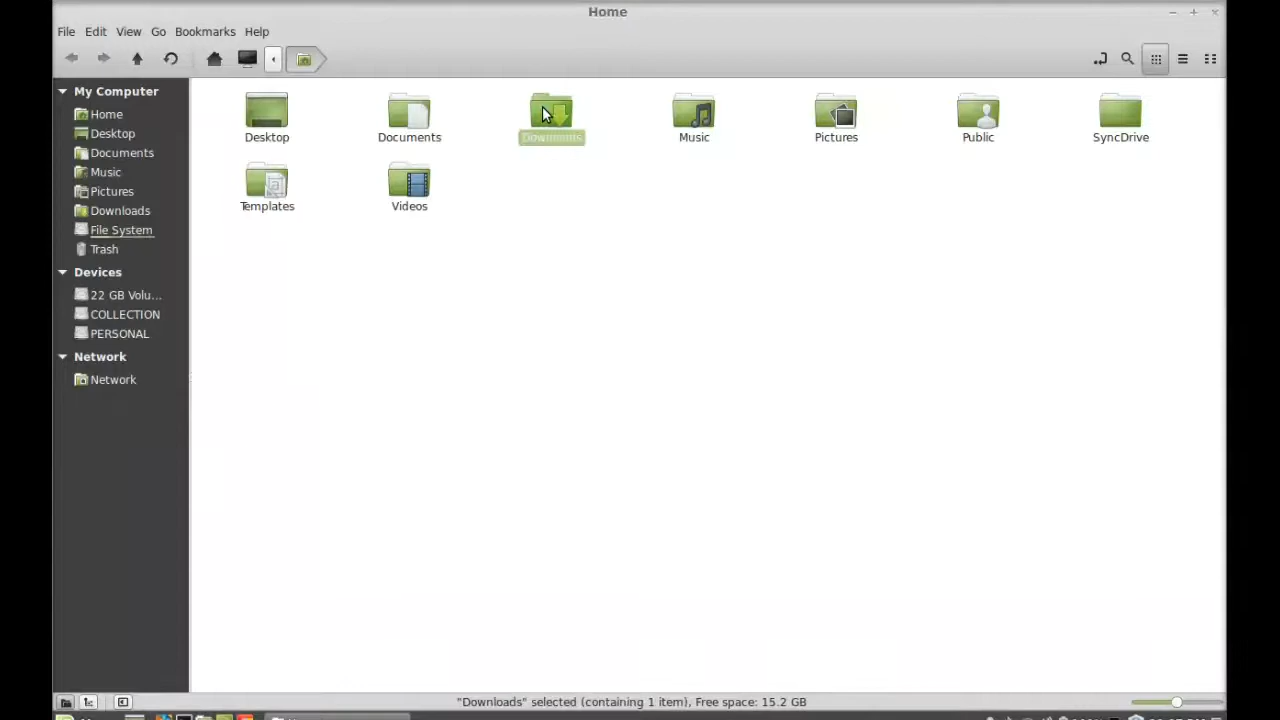 Home
File Edit View Go Bookmarks Help
My Computer
Home
Desktop
Documents
Music
Pictures
Downloads
File System
Trash
Devices
22 GB Volu...
COLLECTION
PERSONAL
Network
Network
Desktop Documents Downloads Music Pictures Public SyncDrive
Templates Videos
"Downloads" selected (containing 1 item), Free space: 15.2 GB